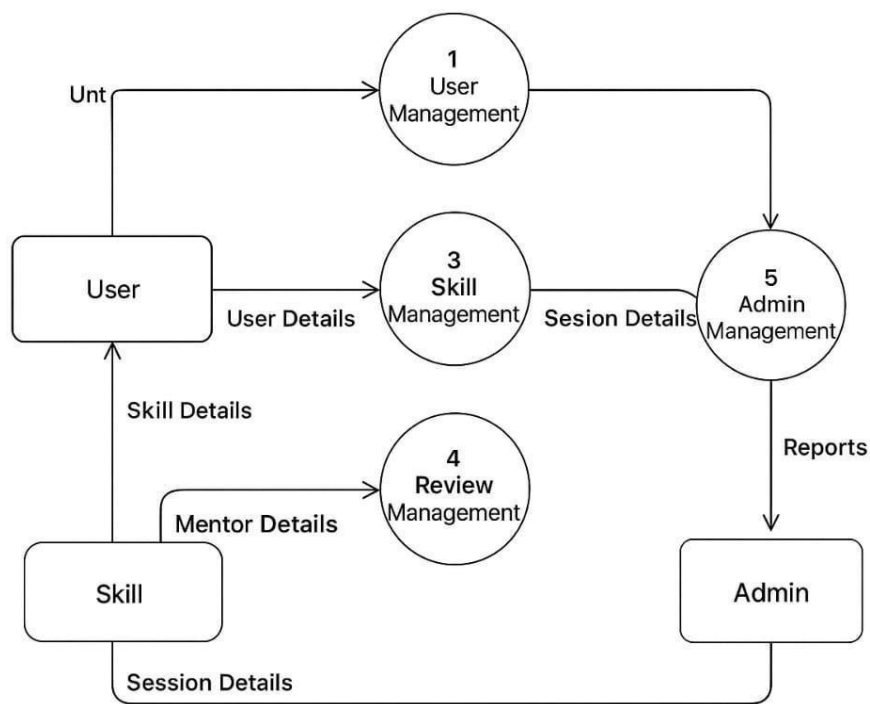 1
User
Management
Unt
User
User Details
3
Skill
Management
Sesion Details
5
Admin
Management
Skill Details
4
Review
Management
Mentor Details
Reports
Skill
Admin
Session Details